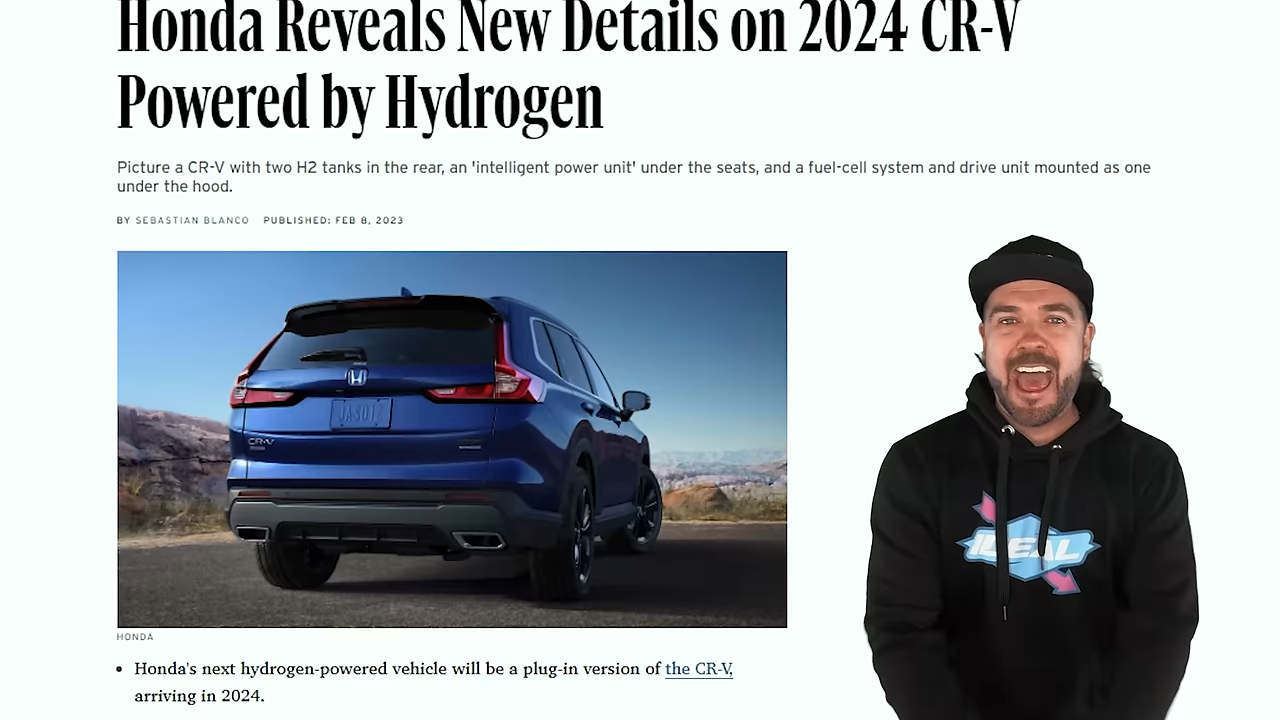 Honda Reveals New Details on 2024 CR-V
Powered by Hydrogen
Picture a CR-V with two H2 tanks in the rear, an 'intelligent power unit' under the seats, and a fuel-cell system and drive unit mounted as one
under the hood.
BY SEBASTIAN BLANCO PUBLISHED: FEB 8, 2023
CR-V
IDEAL
HONDA
• Honda's next hydrogen-powered vehicle will be a plug-in version of the CR-V,
arriving in 2024.